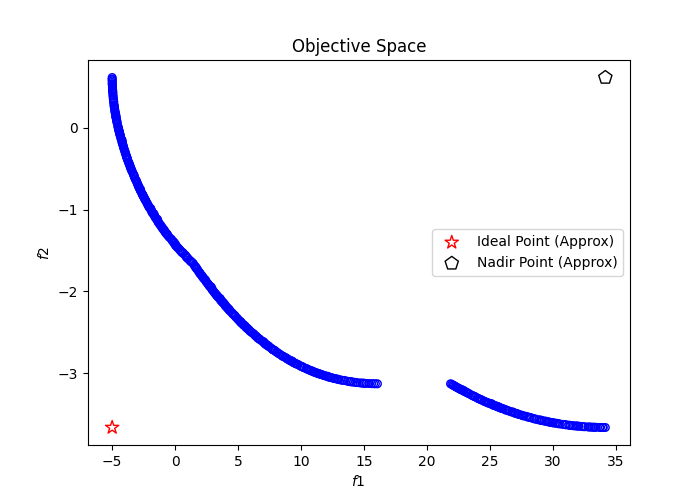 Objective Space
0
−1
−2
−3
f2
Ideal Point (Approx)
Nadir Point (Approx)
−5
0
5
10
15
20
25
30
35
f1